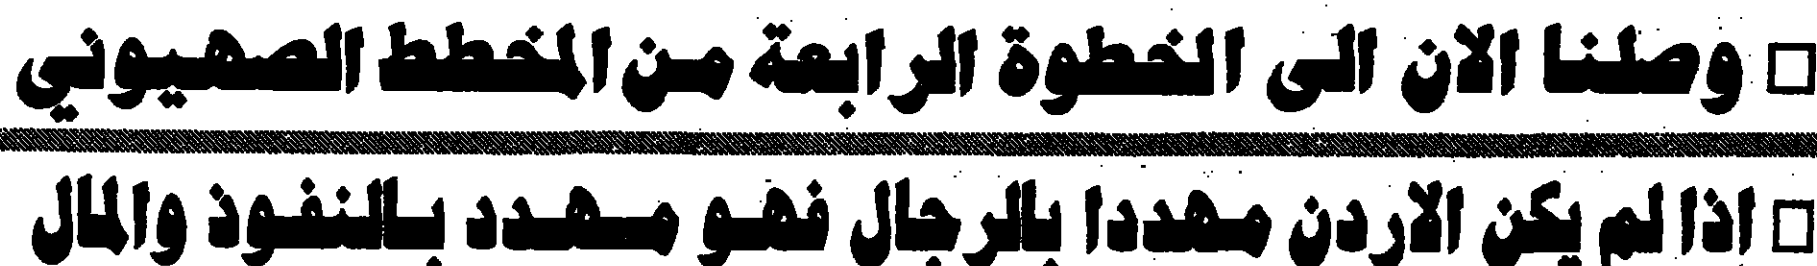 □ وصلنا الان الى الخطوة الرابعة من المخطط الصهيوني
□ اذا لم يكن الاردن مهددا بالرجال فهو مهدد بالنفوذ والمال